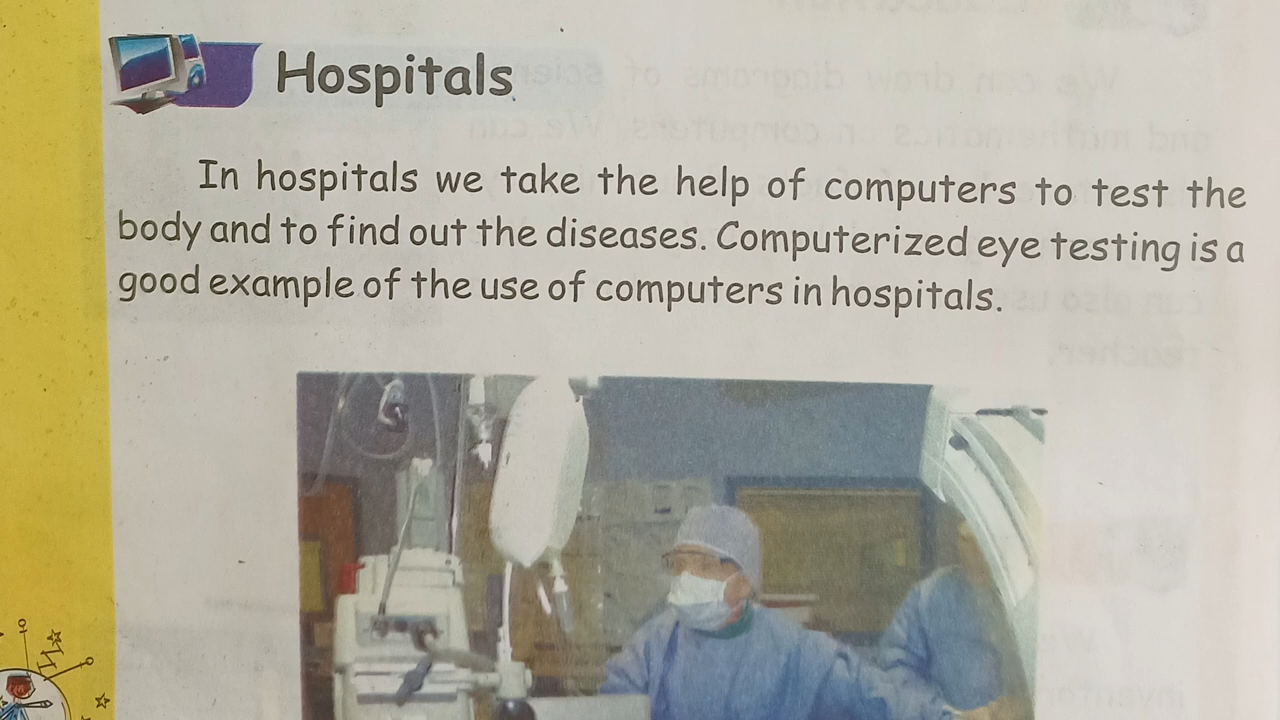 Hospitals
In hospitals we take the help of computers to test the
body and to find out the diseases. Computerized eye testing is a
good example of the use of computers in hospitals.